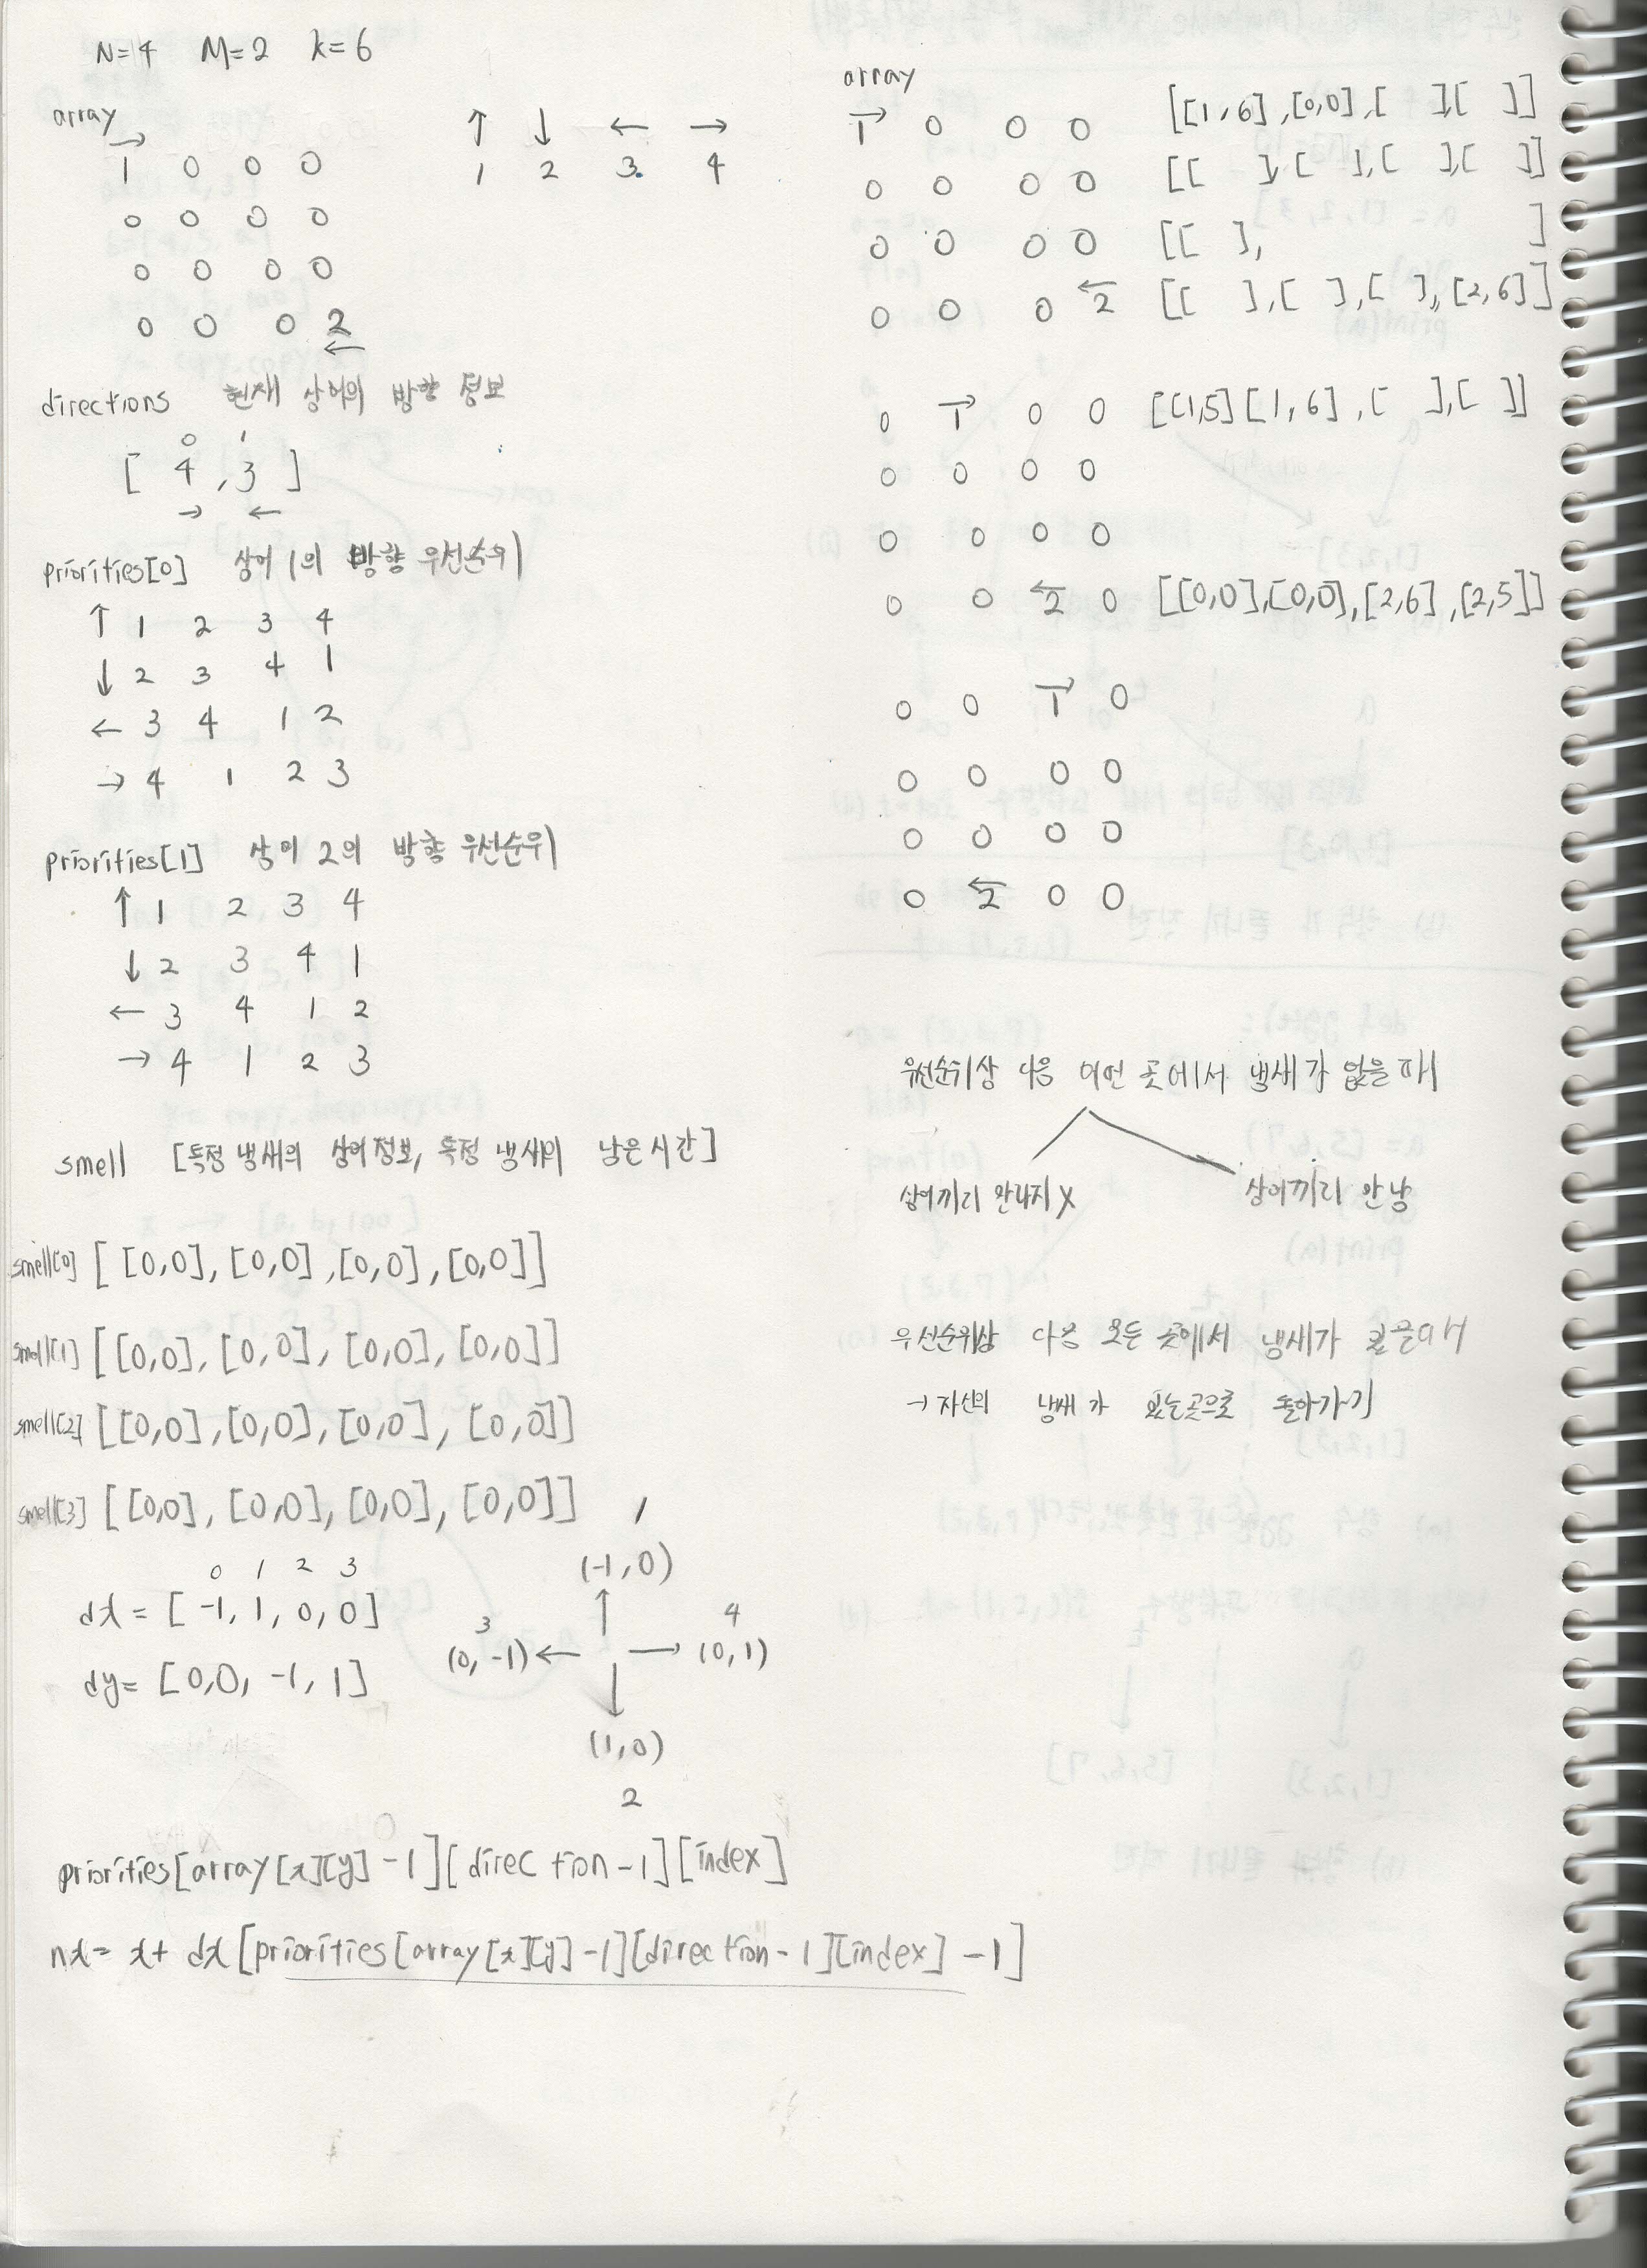 N=4 M=2 k=6
array
→
1 0 0 0
0 0 0 0
0 0 0 0
0 0 0 2
←
↑ ↓ ← →
1 2 3 4
directions 현재 상어의 방향 정보
0 1
[ 4 , 3 ]
→ ←
priorities[0] 상어 1의 방향 우선순위
↑ 1 2 3 4
↓ 2 3 4 1
← 3 4 1 2
→ 4 1 2 3
priorities[1] 상어 2의 방향 우선순위
↑ 1 2 3 4
↓ 2 3 4 1
← 3 4 1 2
→ 4 1 2 3
smell [특정 냄새의 상어정보, 특정 냄새의 남은시간]
smell[0] [ [0,0], [0,0] ,[0,0] ,[0,0]]
smell[1] [[0,0], [0,0], [0,0], [0,0]]
smell[2] [[0,0], [0,0], [0,0], [0,0]]
smell[3] [[0,0], [0,0], [0,0], [0,0]]
0 1 2 3
dx = [ -1, 1, 0, 0]
dy= [0,0, -1, 1]
1
(-1, 0)
↑
3 4
(0, -1) ← → (0, 1)
↓
(1, 0)
2
priorities[array[x][y] -1][direction-1][index]
nx= x+ dx[priorities[array[x][y] -1][direction-1][index] -1]
array
→
1 0 0 0 [[1,6] ,[0,0] ,[ ],[ ]]
0 0 0 0 [[ ], [ ],[ ],[ ]]
0 0 0 0 [[ ], ]
←
0 0 0 2 [[ ],[ ],[ ],,[2,6]]
→
0 1 0 0 [[1,5] [1,6] ,[ ],[ ]]
0 0 0 0
0 0 0 0
←
0 0 2 0 [[0,0],[0,0],[2,6] ,[2,5]]
→
0 0 1 0
0 0 0 0
0 0 0 0
←
0 2 0 0
우선순위상 다음 어떤 곳에서 냄새가 없을때
상어끼리 만나지X 상어끼리 만남
우선순위상 다음 모든 곳에서 냄새가
→ 자신의 냄새가 있는곳으로 돌아가기